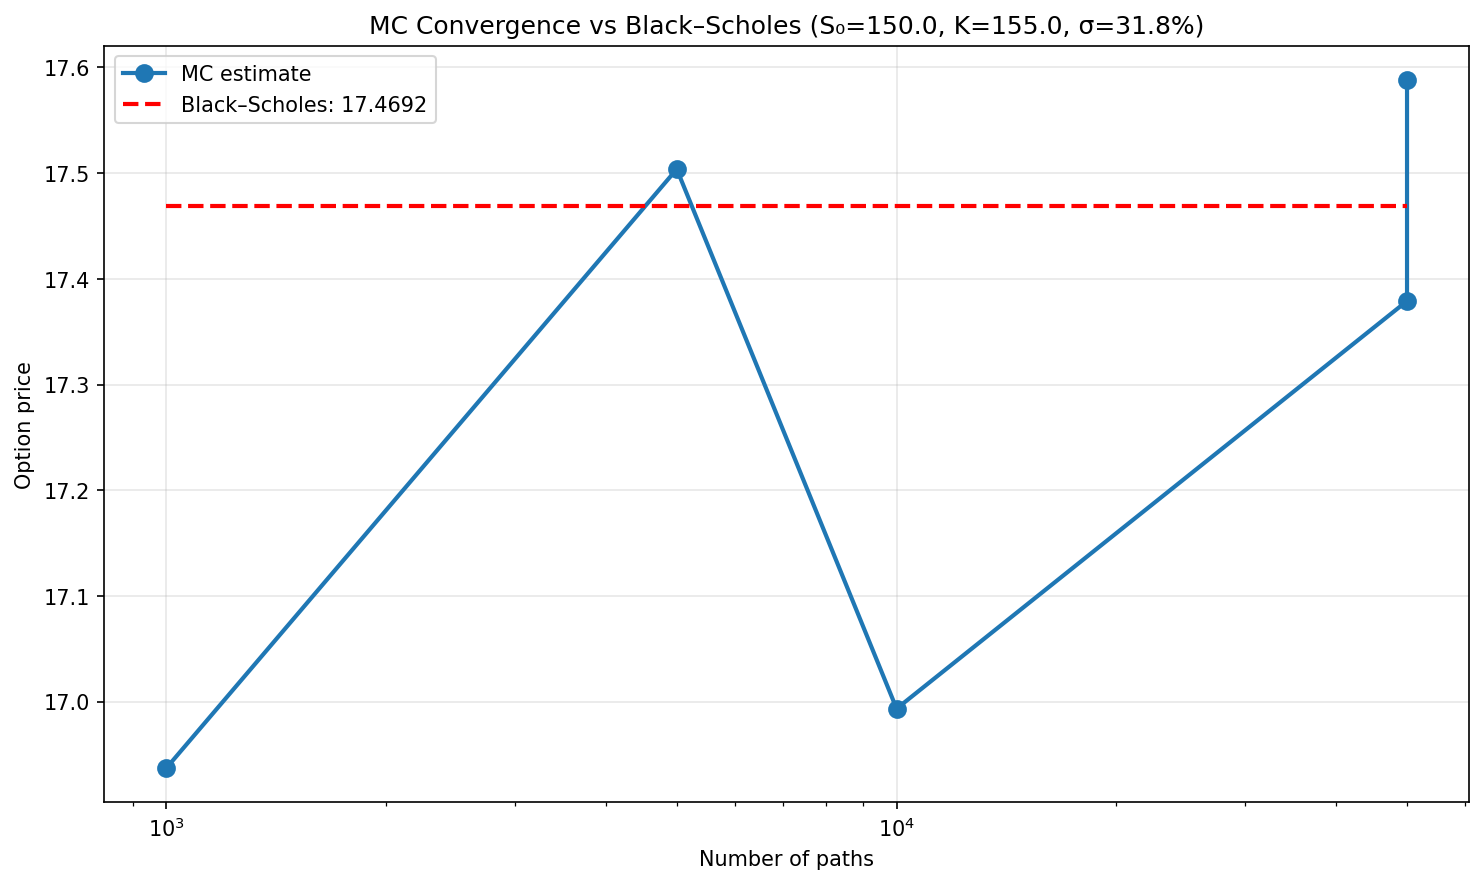 MC Convergence vs Black–Scholes (S₀=150.0, K=155.0, σ=31.8%)
MC estimate
Black–Scholes: 17.4692
17.6
17.5
17.4
17.3
17.2
17.1
17.0
Option price
10³
10⁴
Number of paths